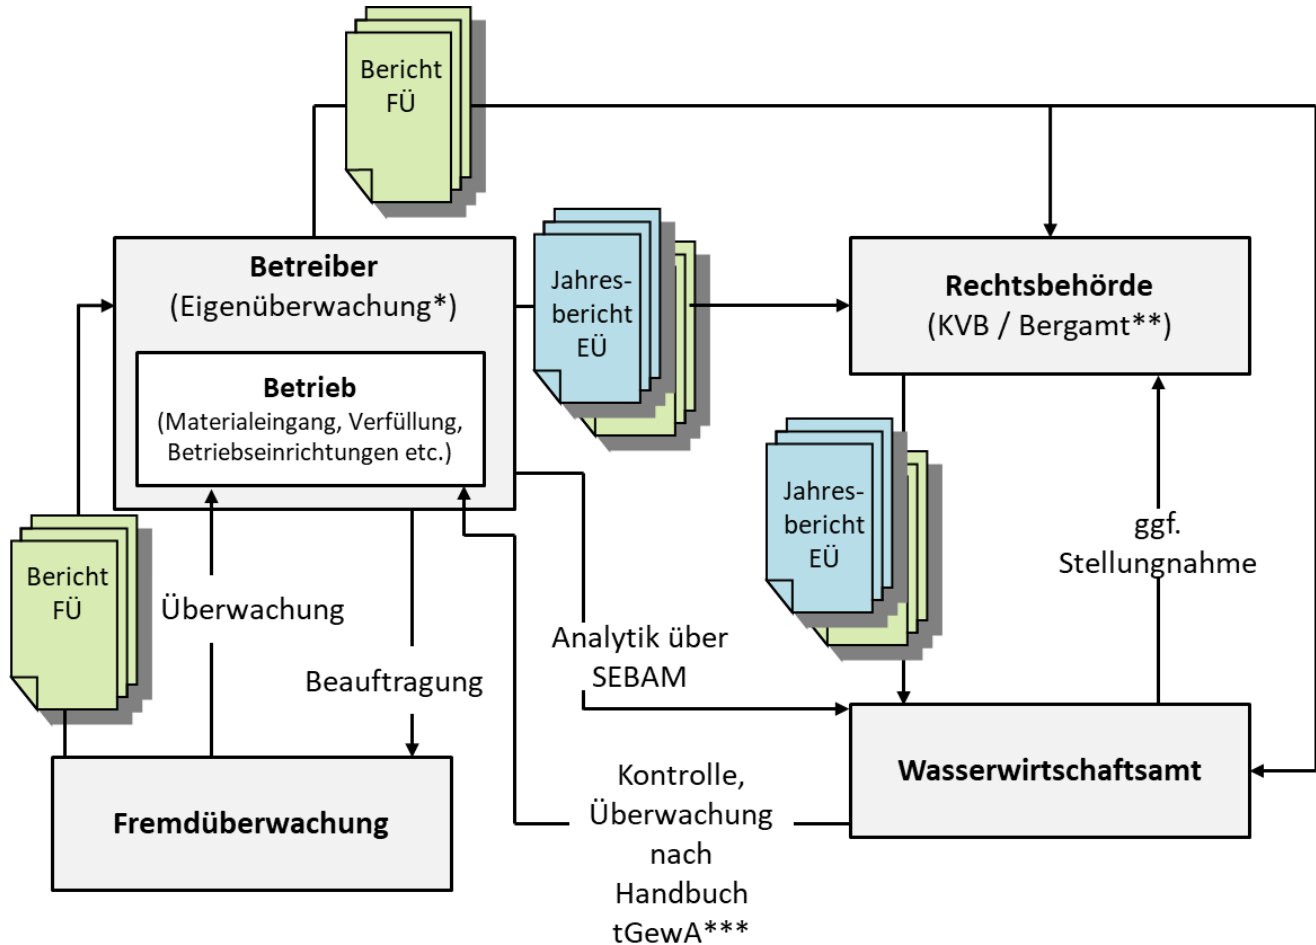 Bericht
FÜ
Betreiber
(Eigenüberwachung*)
Jahres-
bericht
EÜ
Rechtsbehörde
(KVB / Bergamt**)
Betrieb
(Materialeingang, Verfüllung,
Betriebseinrichtungen etc.)
Jahres-
bericht
EÜ
ggf.
Stellungnahme
Bericht
FÜ
Überwachung
Beauftragung
Analytik über
SEBAM
Wasserwirtschaftsamt
Fremdüberwachung
Kontrolle,
Überwachung
nach
Handbuch
tGewA***